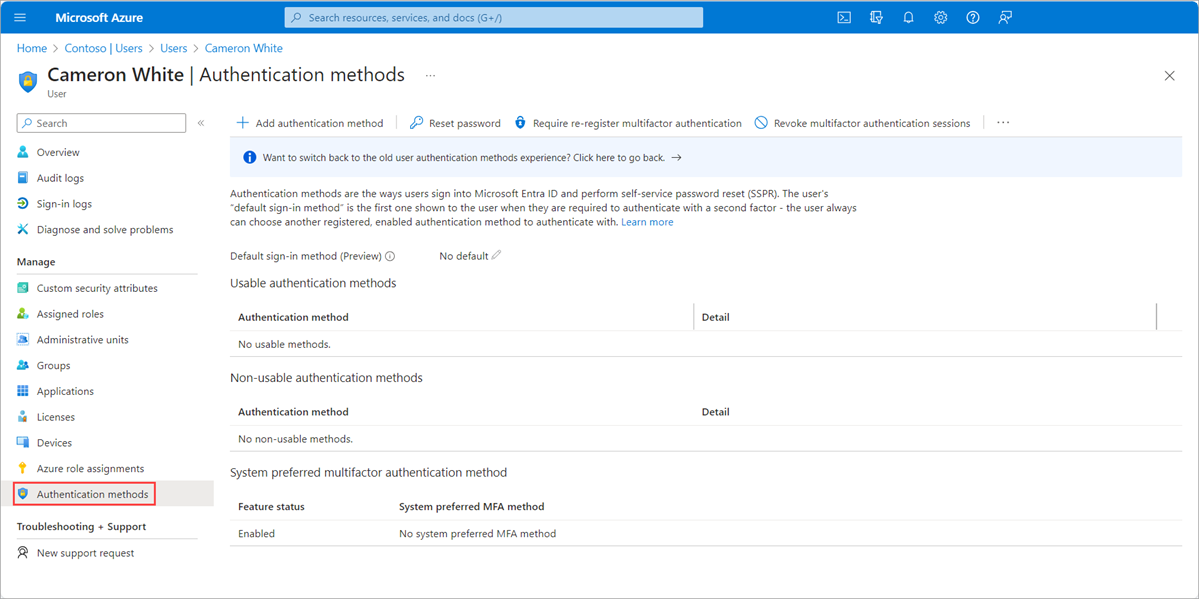 Microsoft Azure
Search resources, services, and docs (G+/)
Home > Contoso | Users > Users > Cameron White
Cameron White | Authentication methods ...
User
Search
«
Overview
Audit logs
Sign-in logs
Diagnose and solve problems
Manage
Custom security attributes
Assigned roles
Administrative units
Groups
Applications
Licenses
Devices
Azure role assignments
Authentication methods
Troubleshooting + Support
New support request
Add authentication method Reset password Require re-register multifactor authentication Revoke multifactor authentication sessions ...
Want to switch back to the old user authentication methods experience? Click here to go back. →
Authentication methods are the ways users sign into Microsoft Entra ID and perform self-service password reset (SSPR). The user's
"default sign-in method" is the first one shown to the user when they are required to authenticate with a second factor - the user always
can choose another registered, enabled authentication method to authenticate with. Learn more
Default sign-in method (Preview) No default
Usable authentication methods
Authentication method Detail
No usable methods.
Non-usable authentication methods
Authentication method Detail
No non-usable methods.
System preferred multifactor authentication method
Feature status System preferred MFA method
Enabled No system preferred MFA method